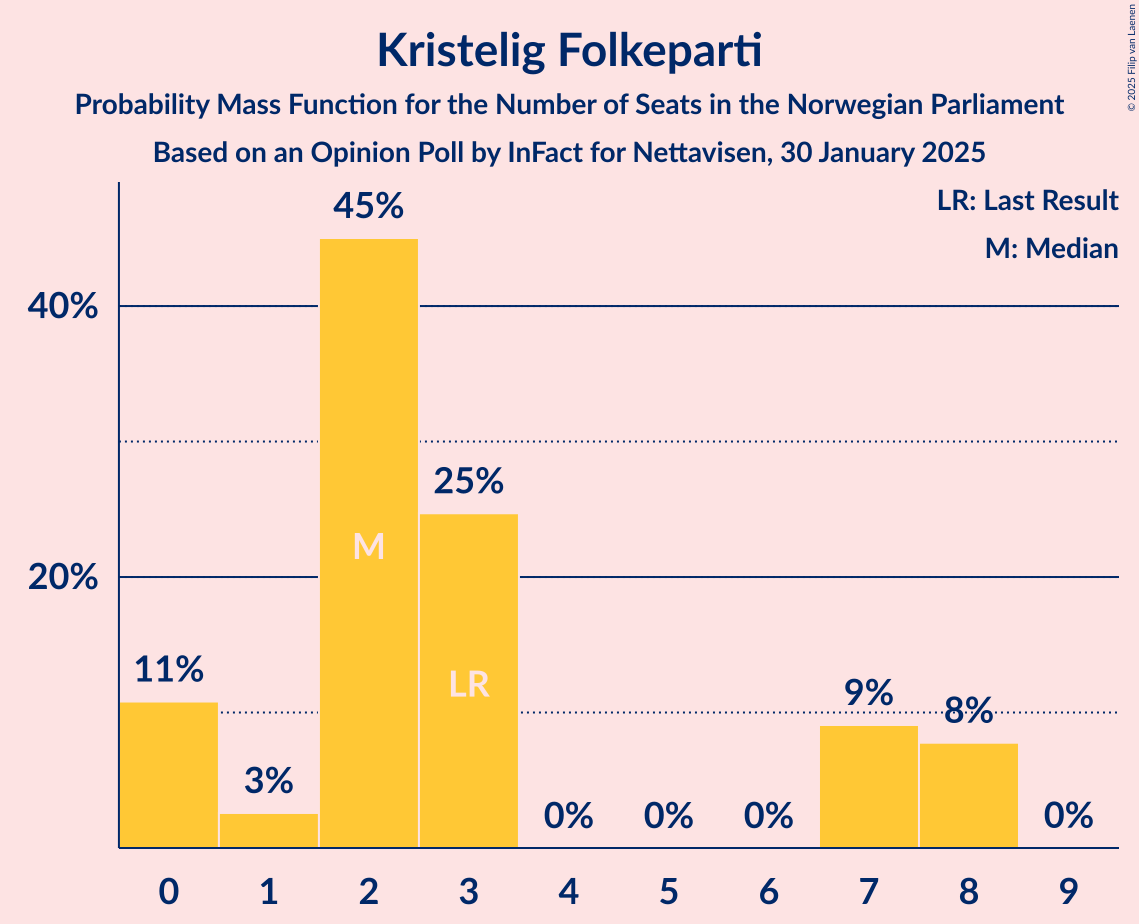 Kristelig Folkeparti
Probability Mass Function for the Number of Seats in the Norwegian Parliament
Based on an Opinion Poll by InFact for Nettavisen, 30 January 2025
© 2025 Filip van Laenen
LR: Last Result
M: Median
45%
40%
25%
M
20%
11%
LR
9%
8%
3%
0% 0% 0% 0%
0 1 2 3 4 5 6 7 8 9